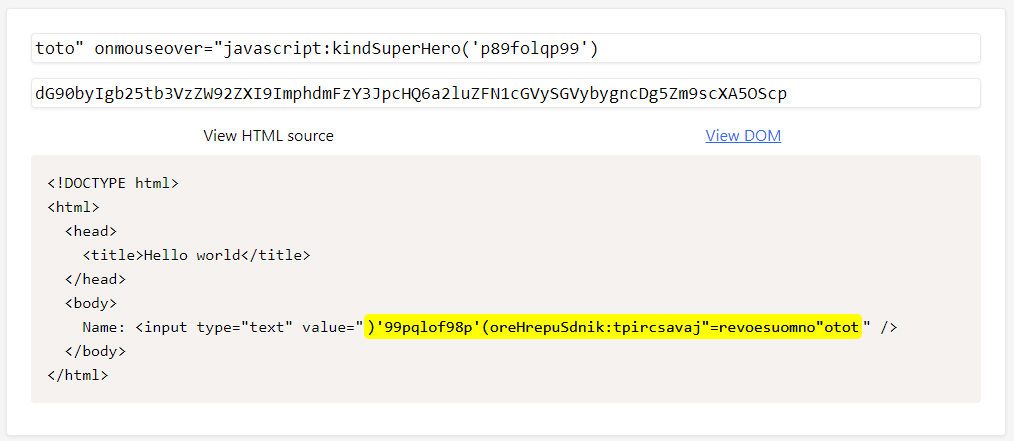 toto" onmouseover="javascript:kindSuperHero('p89folqp99')
dG90byIgb25tb3VzZW92ZXI9ImphdmFzY3JpcHQ6a2luZFN1cGVySGVybygncDg5Zm9scXA5OScp
View HTML source View DOM
<!DOCTYPE html>
<html>
<head>
<title>Hello world</title>
</head>
<body>
Name: <input type="text" value=")'99pqlof98p'(oreHrepuSdnik:tpircsavaj"=revoesuomno"otot" />
</body>
</html>